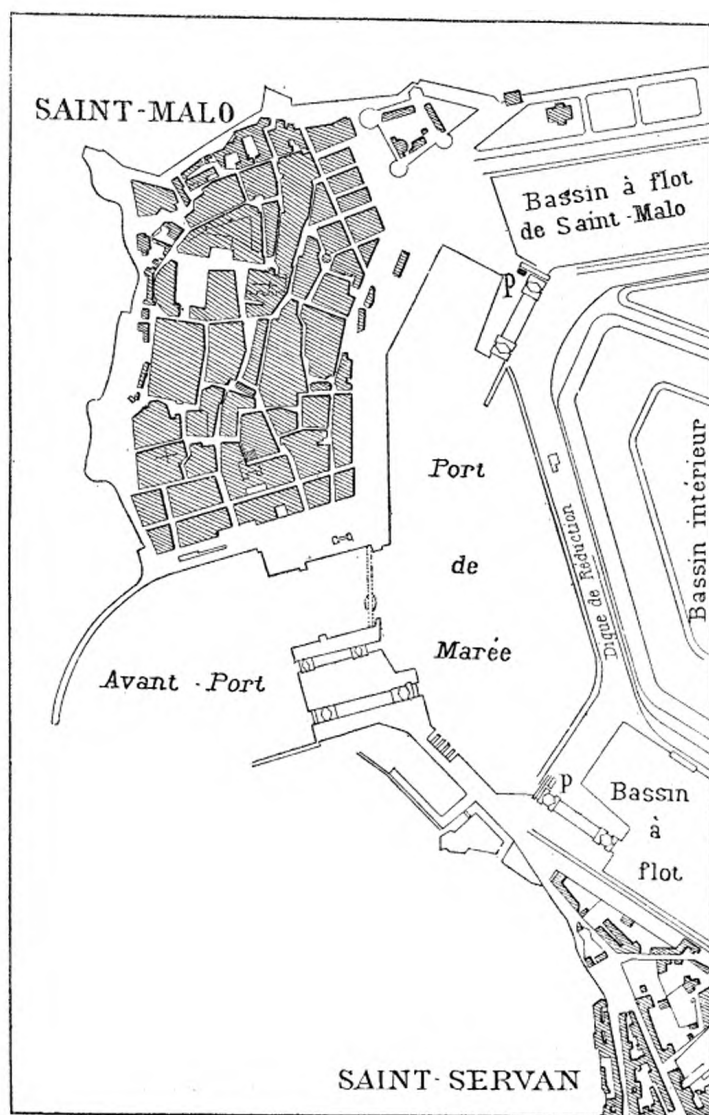 SAINT-MALO
Bassin à flot
de Saint-Malo
p
Port
de
Marée
Dique de Réduction
Bassin intérieur
Avant-Port
p
Bassin
à
flot
SAINT-SERVAN